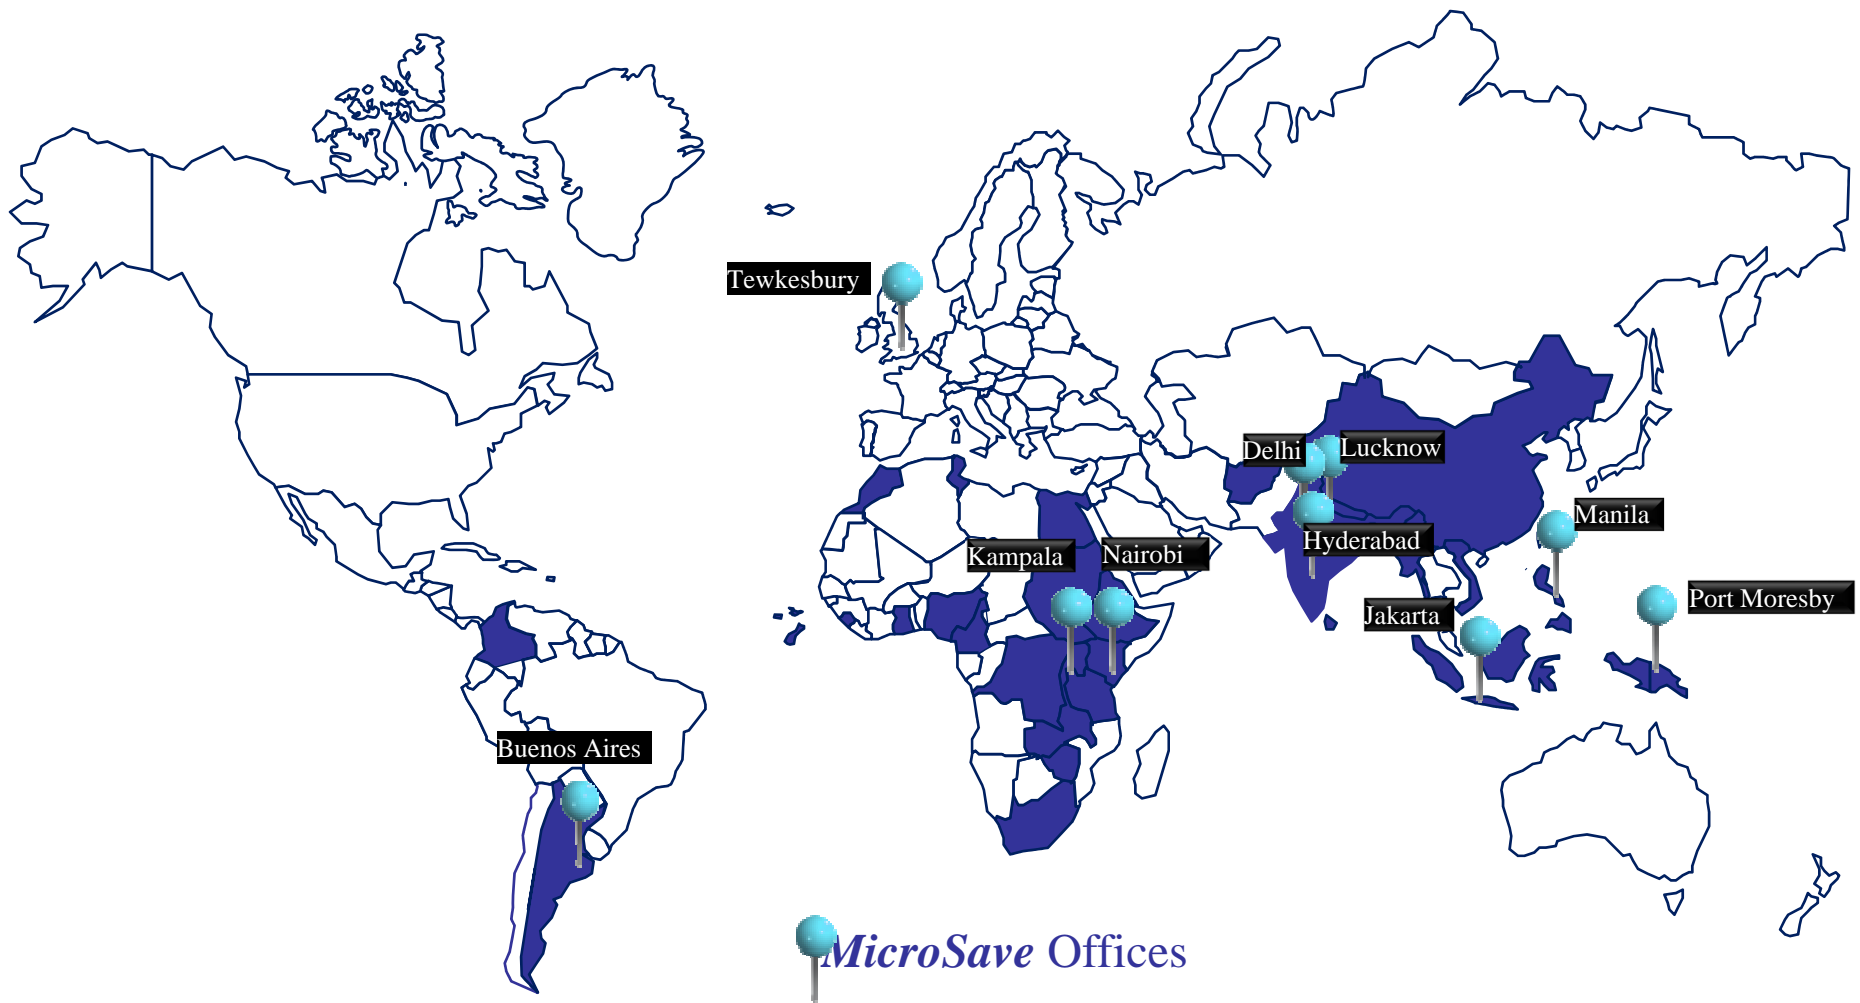 Tewkesbury
Delhi
Lucknow
Manila
Hyderabad
Kampala
Nairobi
Port Moresby
Jakarta
Buenos Aires
MicroSave Offices